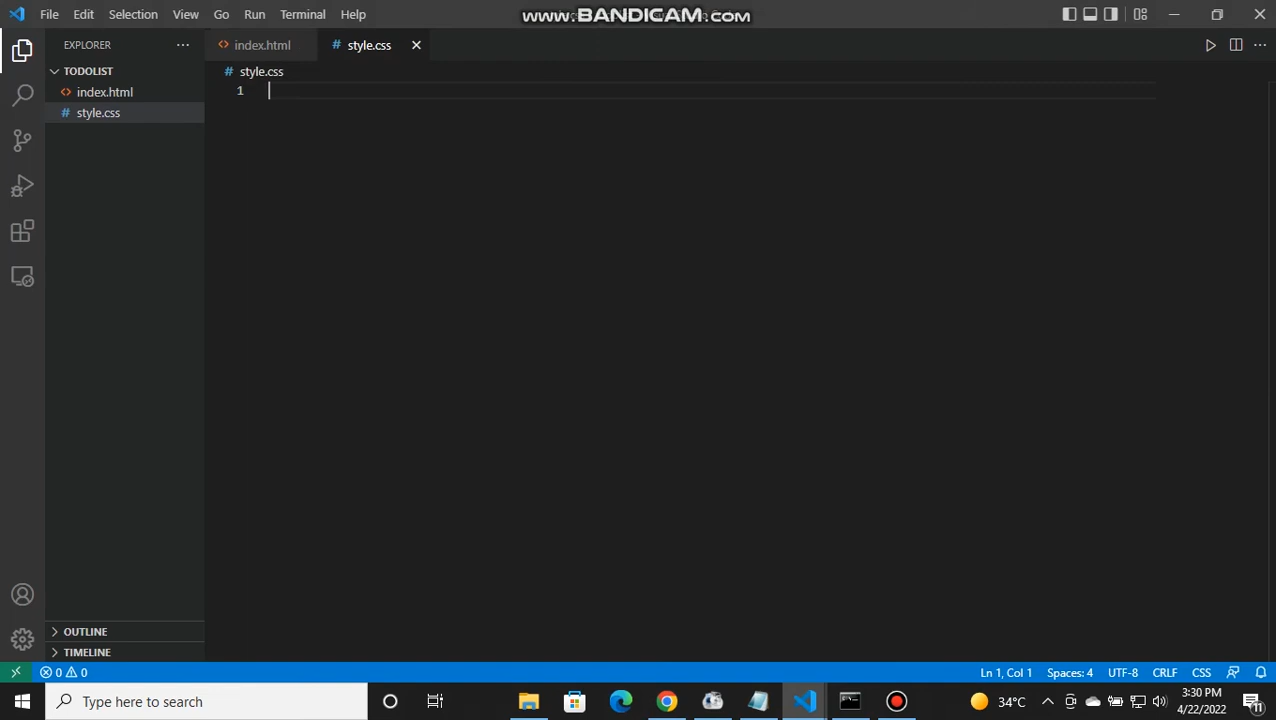 File Edit Selection View Go Run Terminal Help
www.BANDICAM.com
EXPLORER
index.html
style.css
TODOLIST
style.css
index.html
1
style.css
OUTLINE
TIMELINE
0 0
Ln 1, Col 1 Spaces: 4 UTF-8 CRLF CSS
Type here to search
34°C
3:30 PM
4/22/2022
11